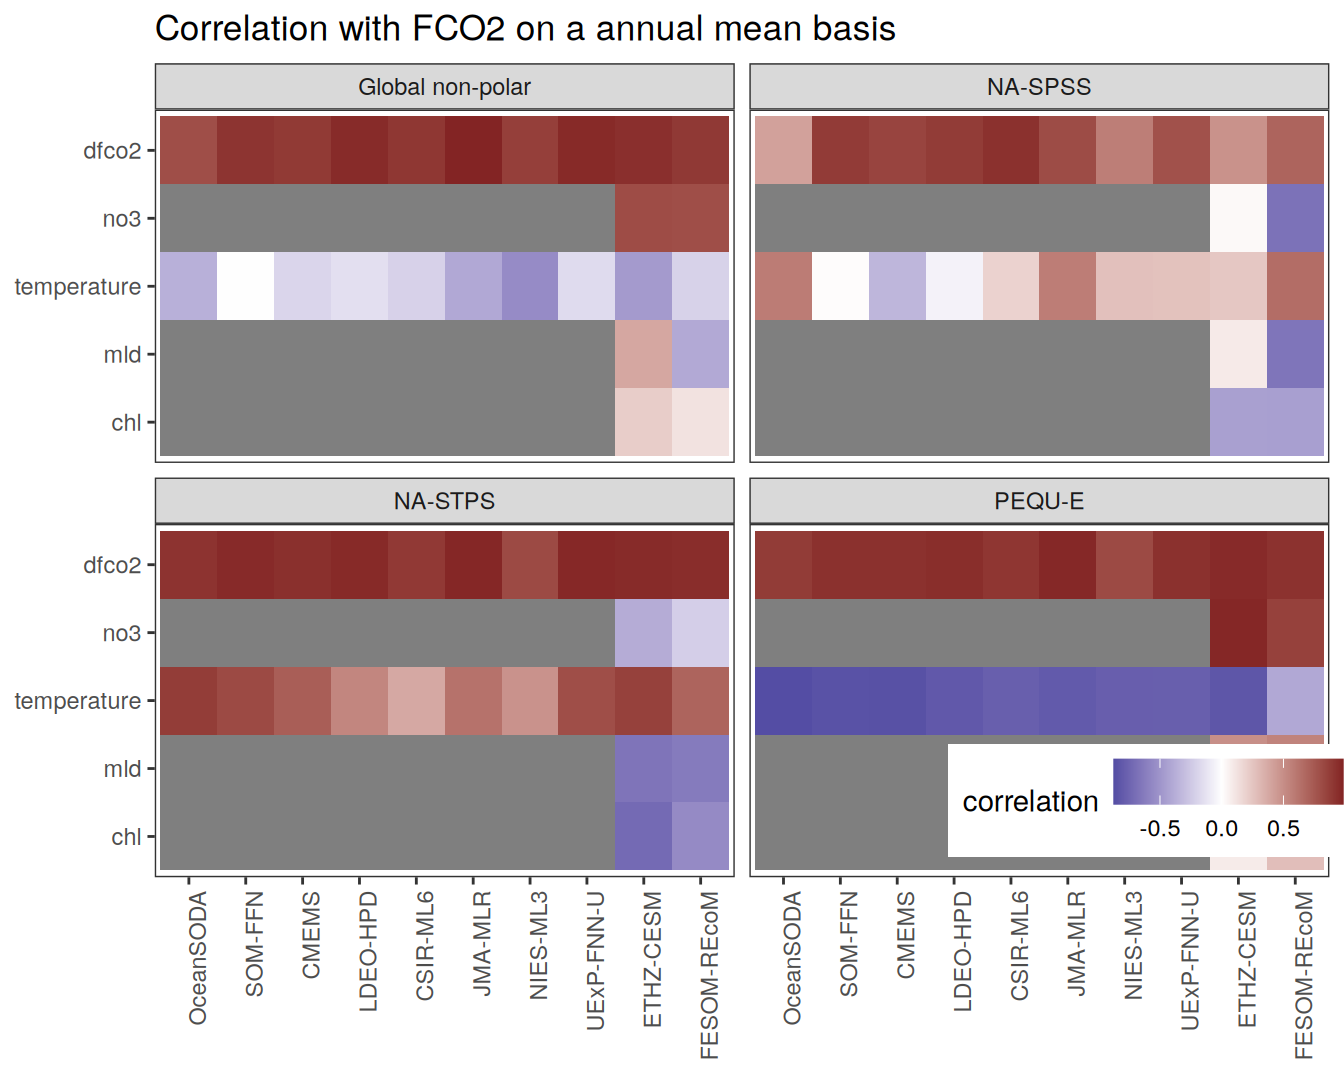 Correlation with FCO2 on a annual mean basis
Global non-polar
NA-SPSS
dfco2
no3
temperature
mld
chl
NA-STPS
PEQU-E
dfco2
no3
temperature
mld
chl
correlation
-0.5 0.0 0.5
OceanSODA
SOM-FFN
CMEMS
LDEO-HPD
CSIR-ML6
JMA-MLR
NIES-ML3
UExP-FNN-U
ETHZ-CESM
FESOM-REcoM
OceanSODA
SOM-FFN
CMEMS
LDEO-HPD
CSIR-ML6
JMA-MLR
NIES-ML3
UExP-FNN-U
ETHZ-CESM
FESOM-REcoM